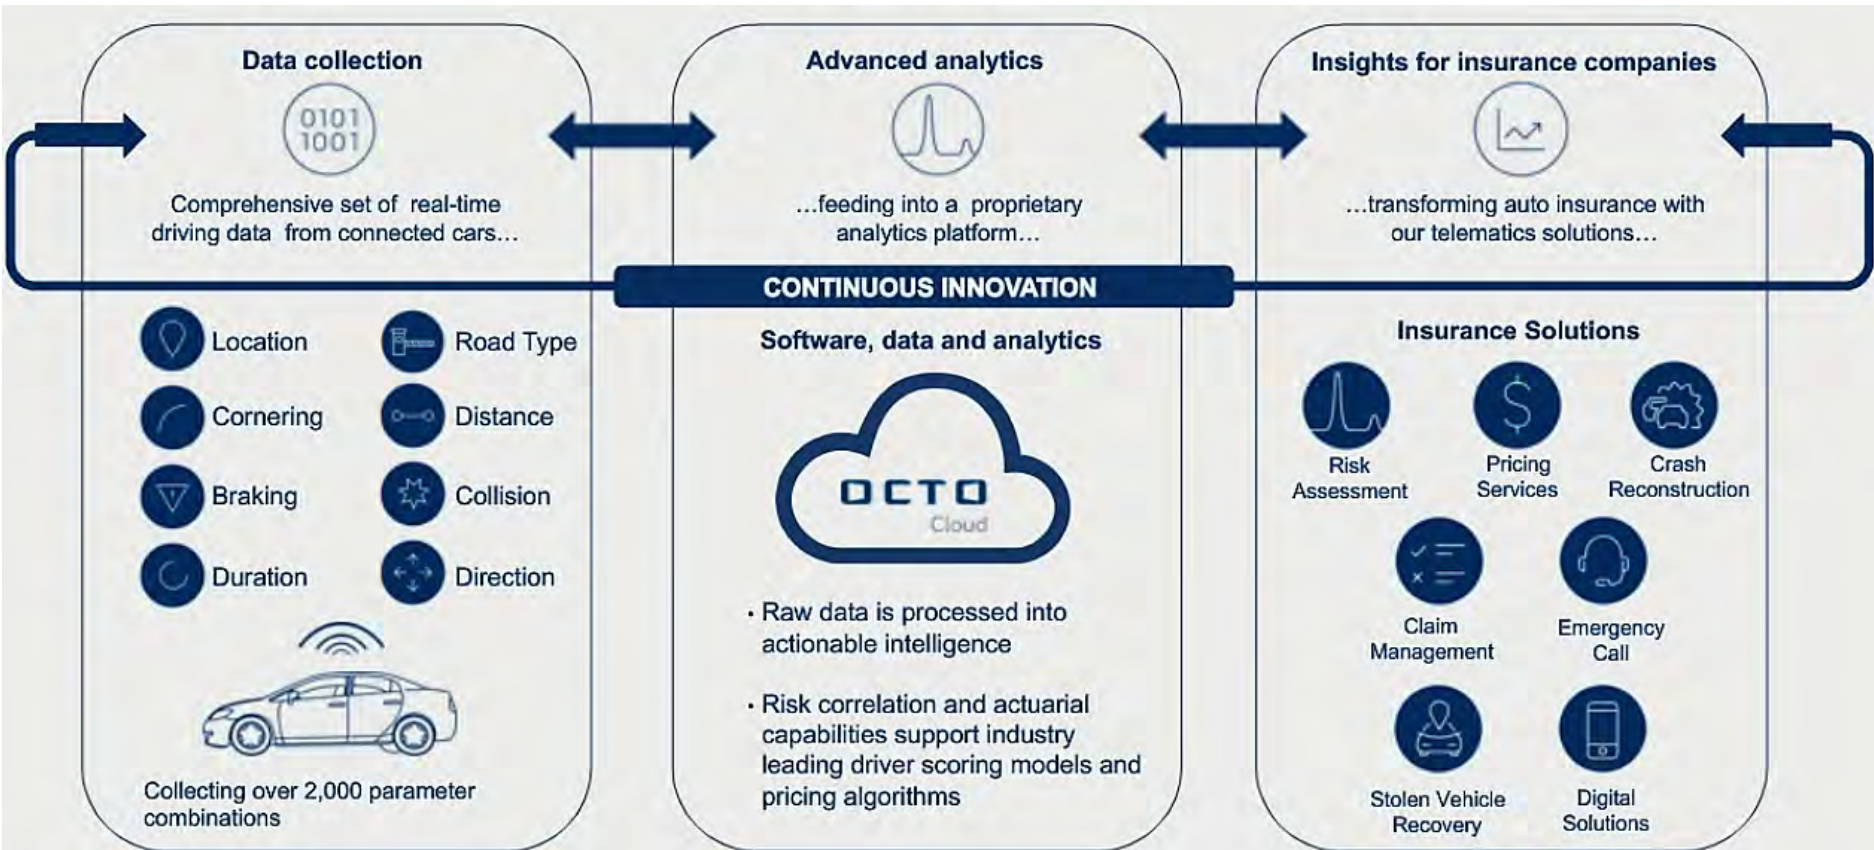 Data collection
0101
1001
Comprehensive set of real-time
driving data from connected cars...
Advanced analytics
...feeding into a proprietary
analytics platform...
Insights for insurance companies
...transforming auto insurance with
our telematics solutions...
CONTINUOUS INNOVATION
Location
Road Type
Cornering
Distance
Braking
Collision
Duration
Direction
Collecting over 2,000 parameter
combinations
Software, data and analytics
OCTO
Cloud
· Raw data is processed into
actionable intelligence
· Risk correlation and actuarial
capabilities support industry
leading driver scoring models and
pricing algorithms
Insurance Solutions
$
Risk
Assessment
Pricing
Services
Crash
Reconstruction
Claim
Management
Emergency
Call
Stolen Vehicle
Recovery
Digital
Solutions